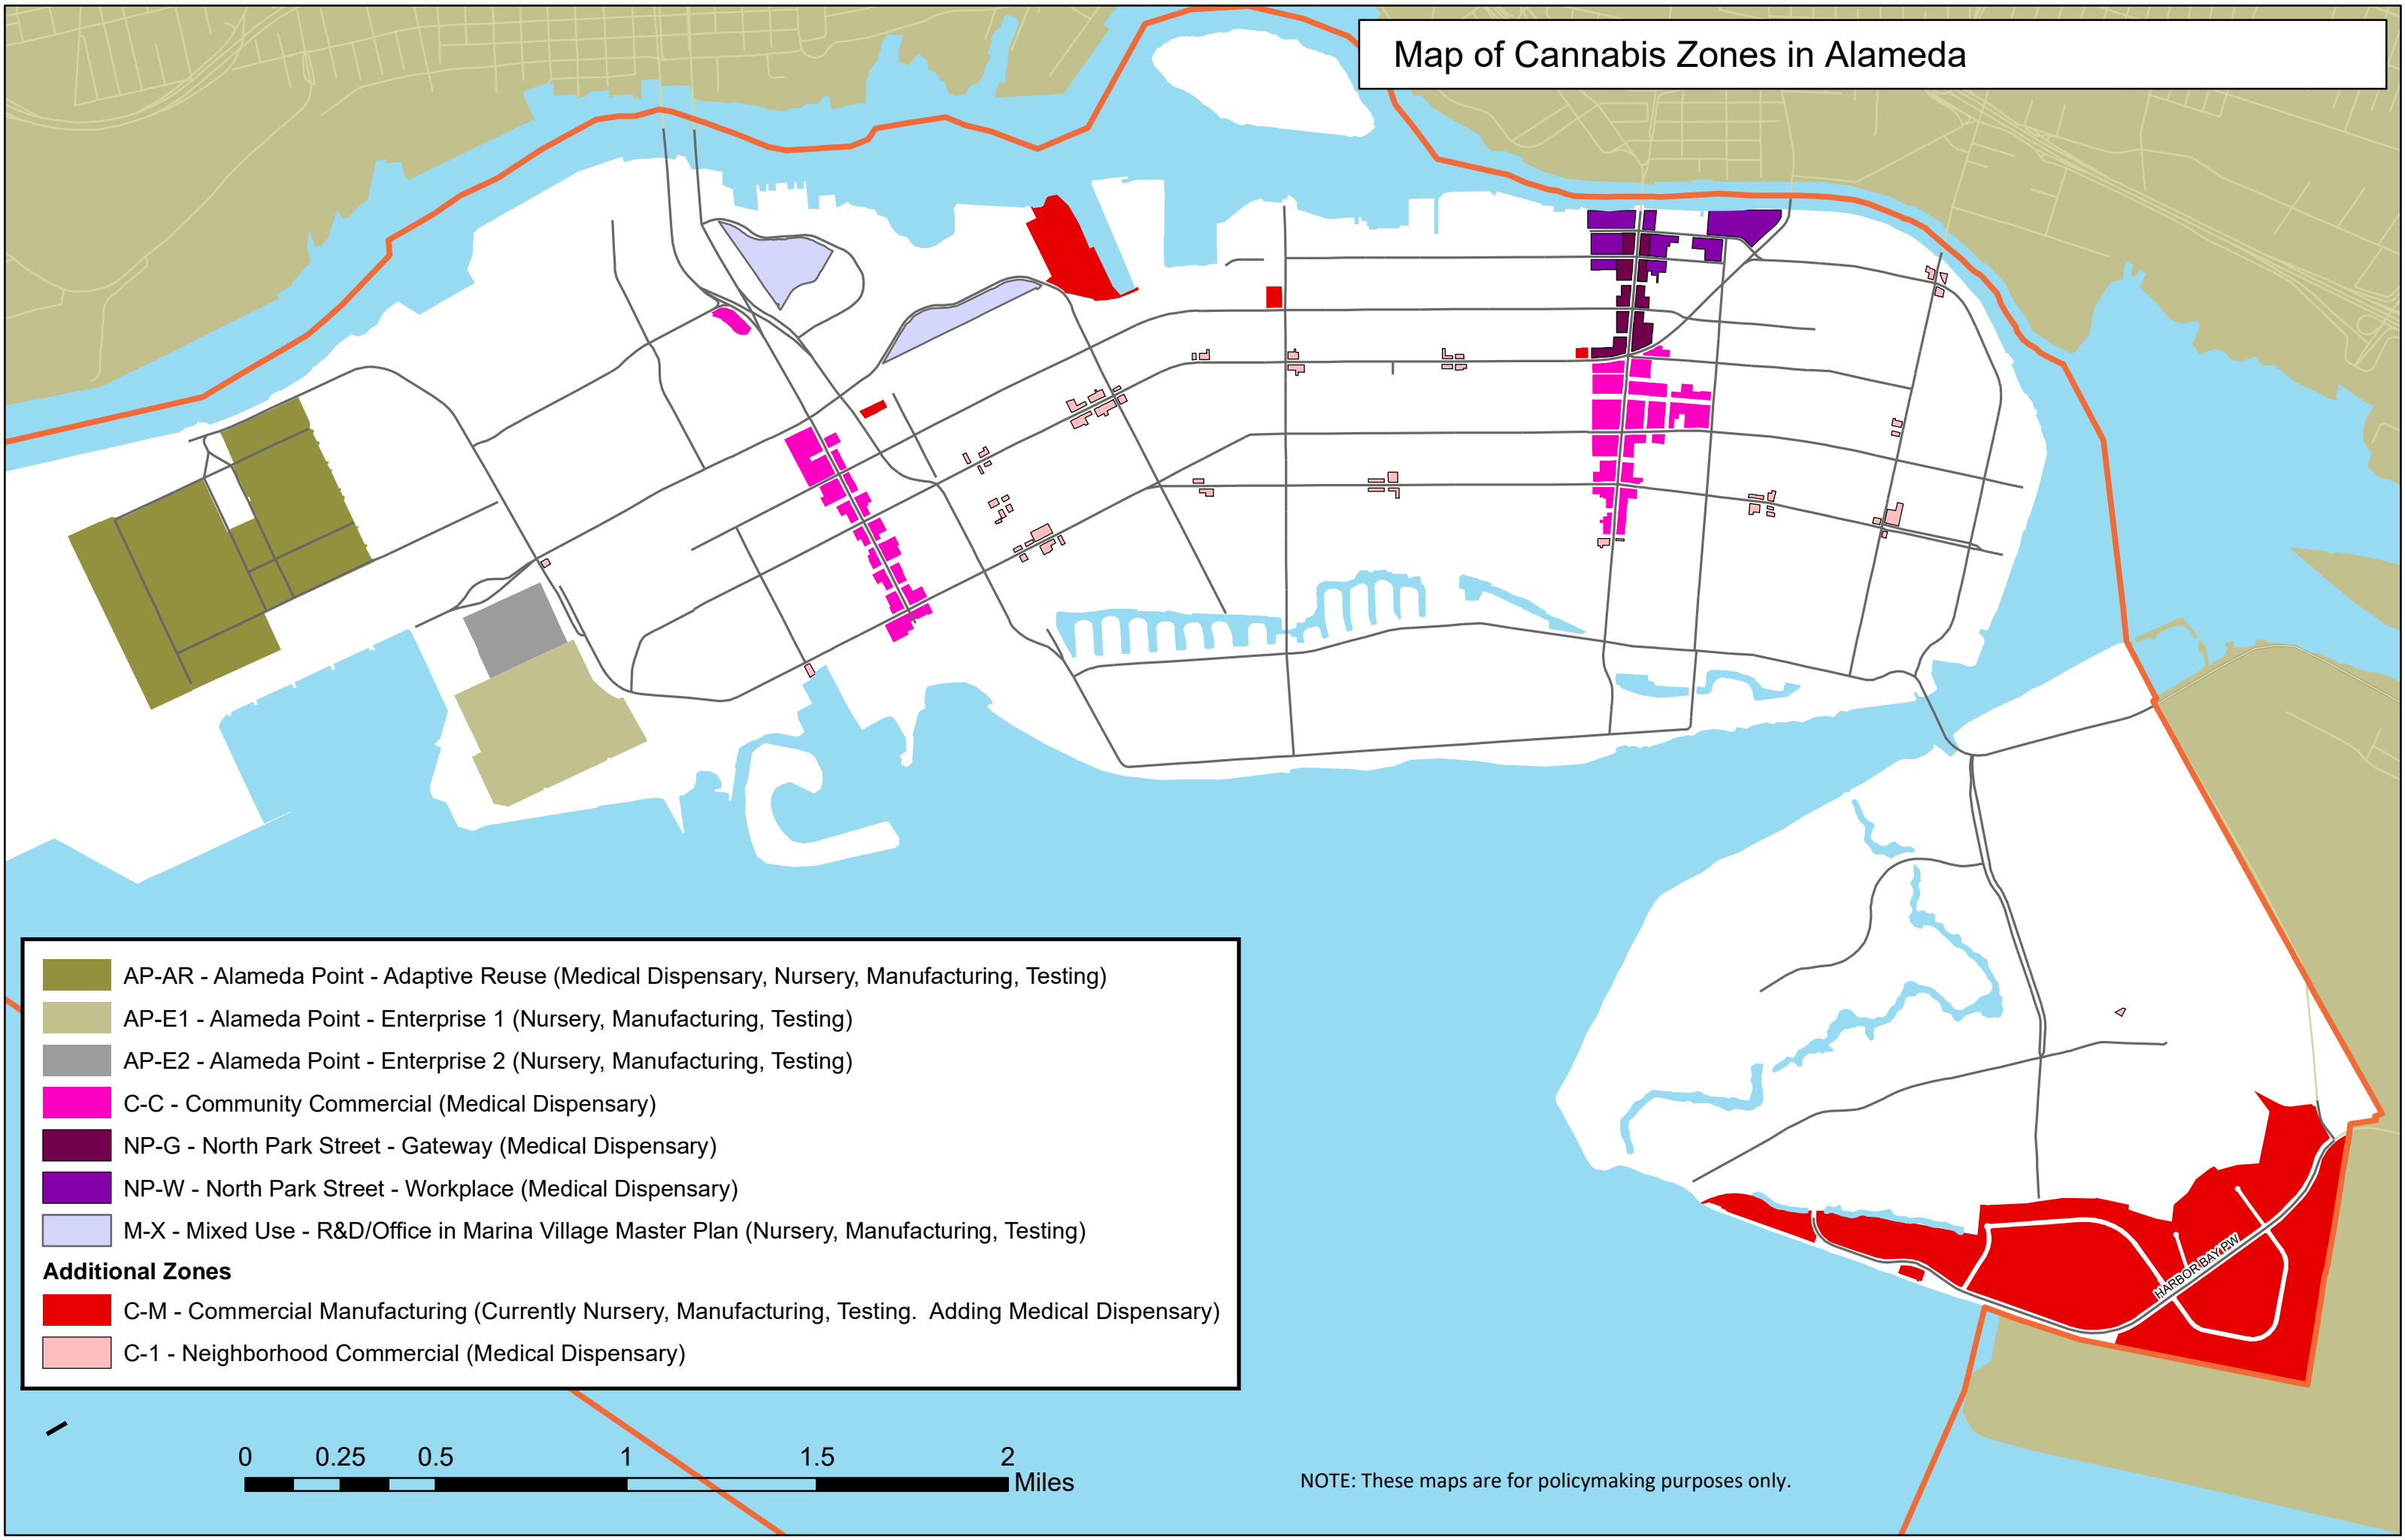 Map of Cannabis Zones in Alameda
AP-AR - Alameda Point - Adaptive Reuse (Medical Dispensary, Nursery, Manufacturing, Testing)
AP-E1 - Alameda Point - Enterprise 1 (Nursery, Manufacturing, Testing)
AP-E2 - Alameda Point - Enterprise 2 (Nursery, Manufacturing, Testing)
C-C - Community Commercial (Medical Dispensary)
NP-G - North Park Street - Gateway (Medical Dispensary)
NP-W - North Park Street - Workplace (Medical Dispensary)
M-X - Mixed Use - R&D/Office in Marina Village Master Plan (Nursery, Manufacturing, Testing)
Additional Zones
C-M - Commercial Manufacturing (Currently Nursery, Manufacturing, Testing.  Adding Medical Dispensary)
C-1 - Neighborhood Commercial (Medical Dispensary)
HARBOR BAY PW
0 0.25 0.5 1 1.5 2
Miles
NOTE: These maps are for policymaking purposes only.